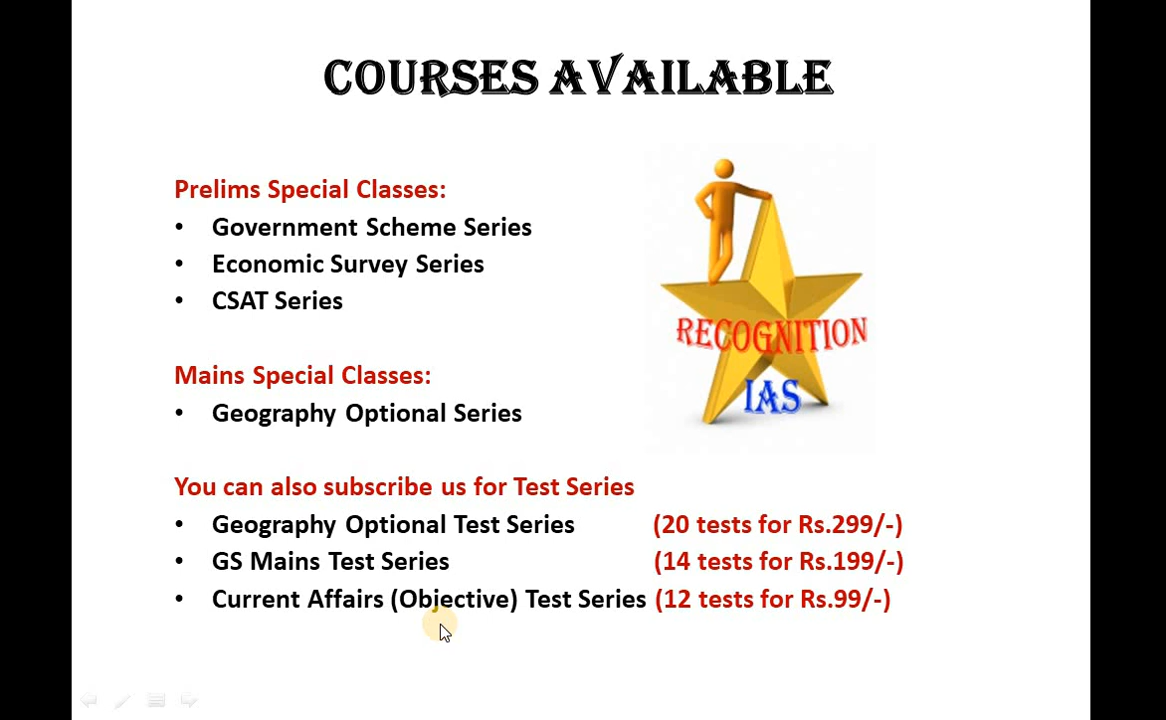 COURSES AVAILABLE
Prelims Special Classes:
• Government Scheme Series
• Economic Survey Series
• CSAT Series
RECOGNITION
IAS
Mains Special Classes:
• Geography Optional Series
You can also subscribe us for Test Series
• Geography Optional Test Series (20 tests for Rs.299/-)
• GS Mains Test Series (14 tests for Rs.199/-)
• Current Affairs (Objective) Test Series (12 tests for Rs.99/-)